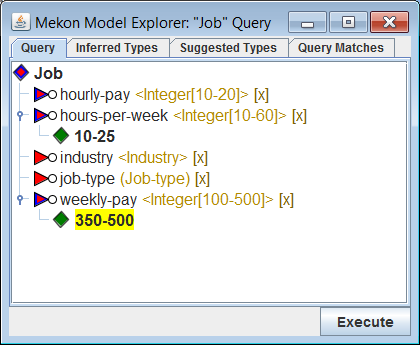 Mekon Model Explorer: "Job" Query
Query Inferred Types Suggested Types Query Matches
Job
hourly-pay <Integer[10-20]> [x]
hours-per-week <Integer[10-60]> [x]
10-25
industry <Industry> [x]
job-type (Job-type) [x]
weekly-pay <Integer[100-500]> [x]
350-500
Execute